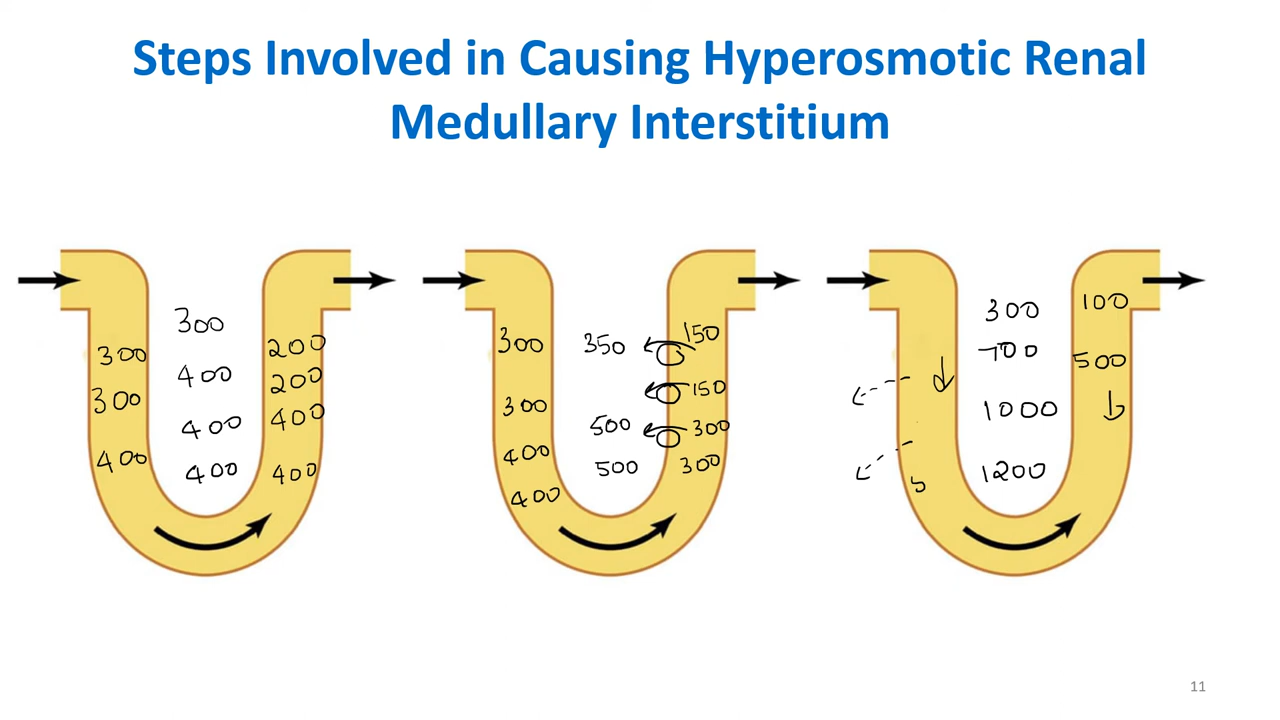 Steps Involved in Causing Hyperosmotic Renal
Medullary Interstitium
300
300 200
300 400 200
400 400
400 400 400
300 350 150
150
300 500 300
400 500 300
400
300 100
700 500
1000
1200
11